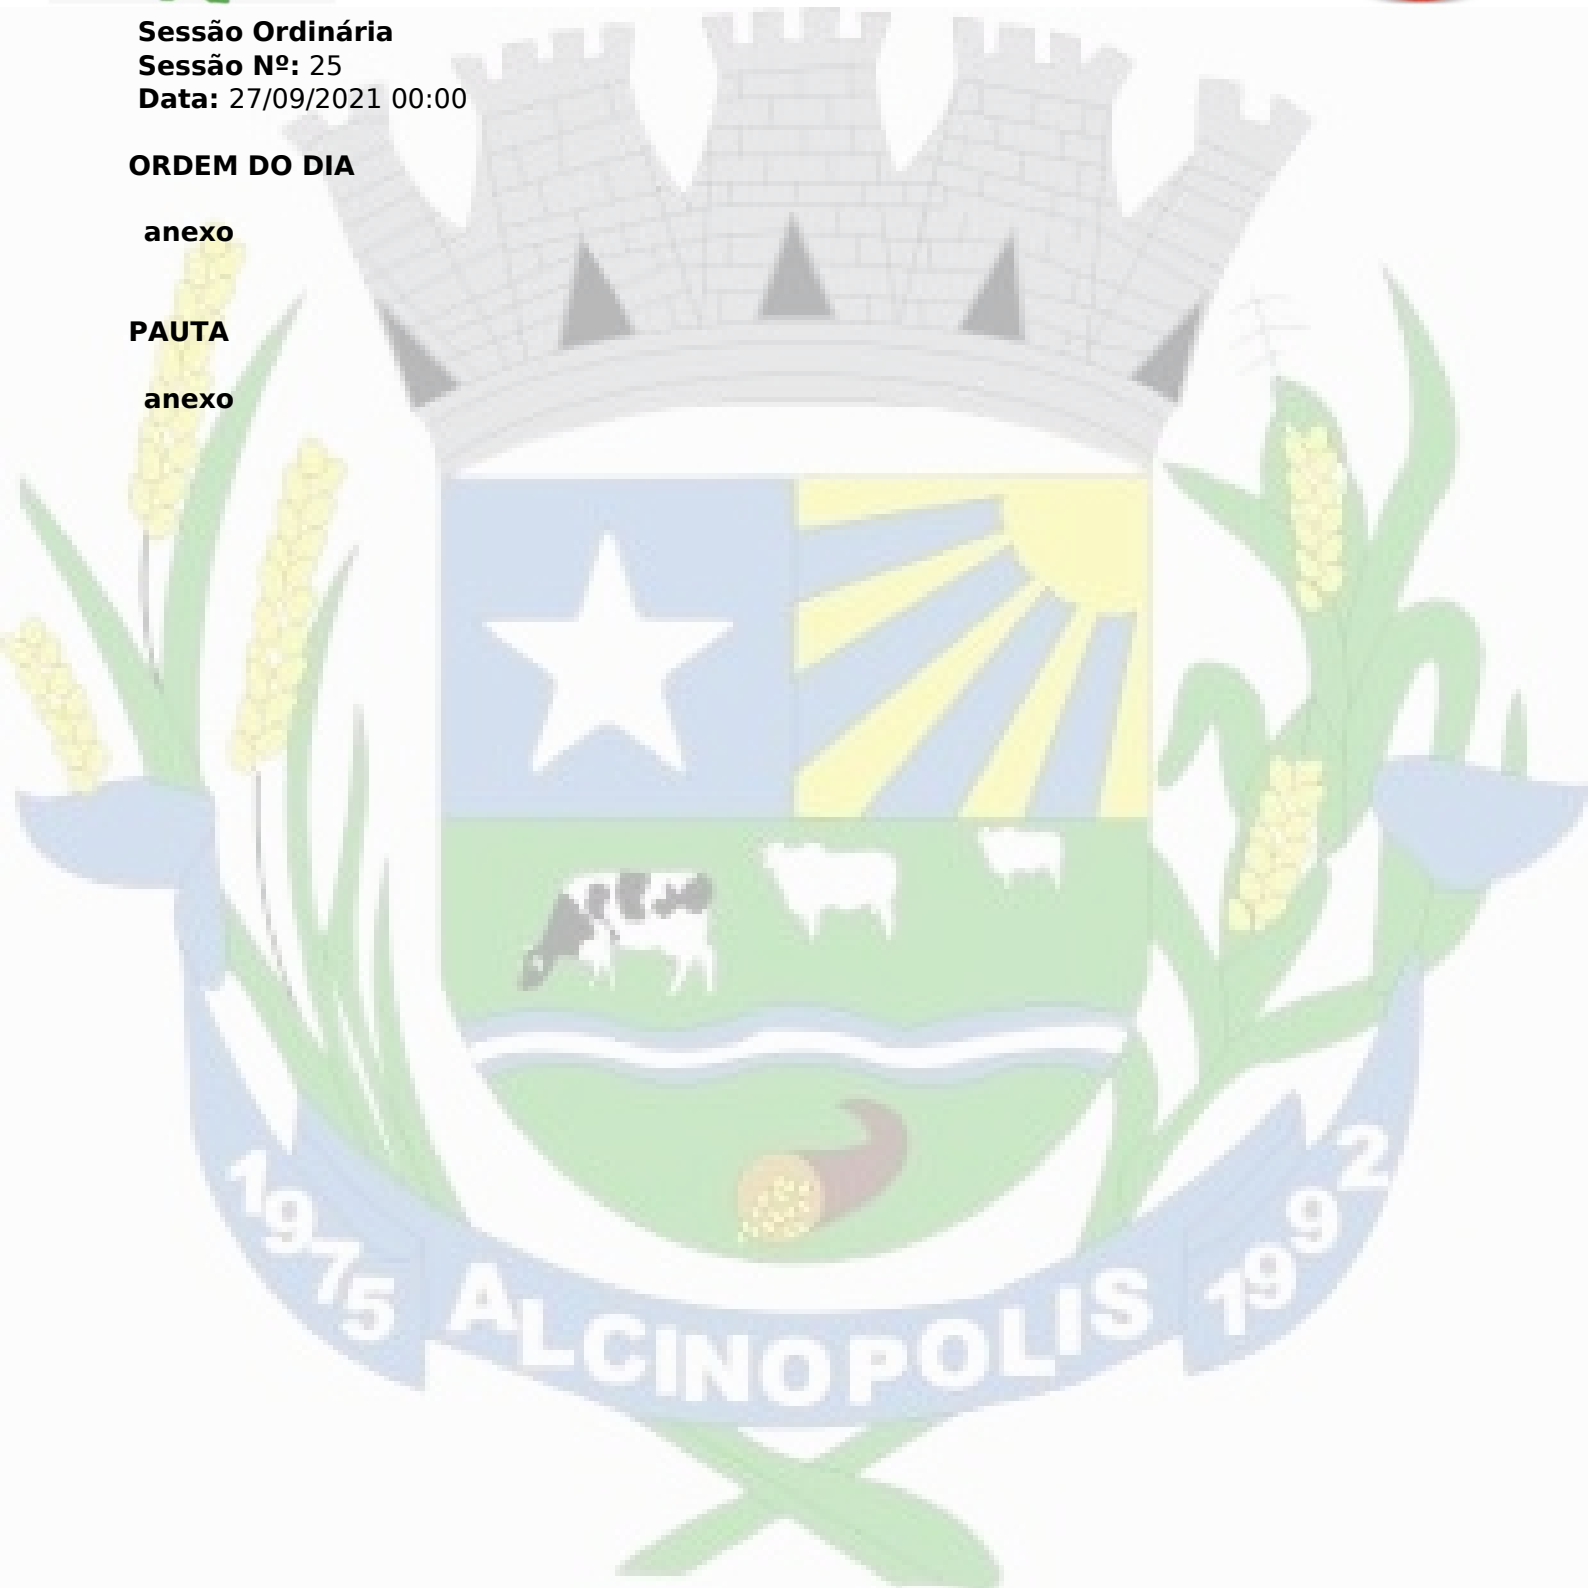 Sessão Ordinária
Sessão Nº: 25
Data: 27/09/2021 00:00
ORDEM DO DIA
anexo
PAUTA
anexo
1975 ALCINOPOLIS 1992